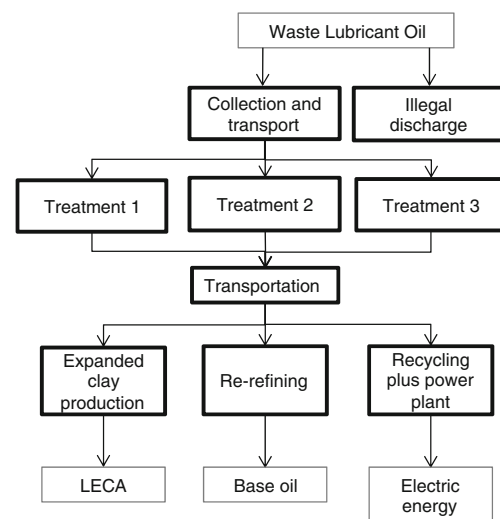 Waste Lubricant Oil
Collection and
transport
Illegal
discharge
Treatment 1
Treatment 2
Treatment 3
Transportation
Expanded
clay
production
Re-refining
Recycling
plus power
plant
LECA
Base oil
Electric
energy